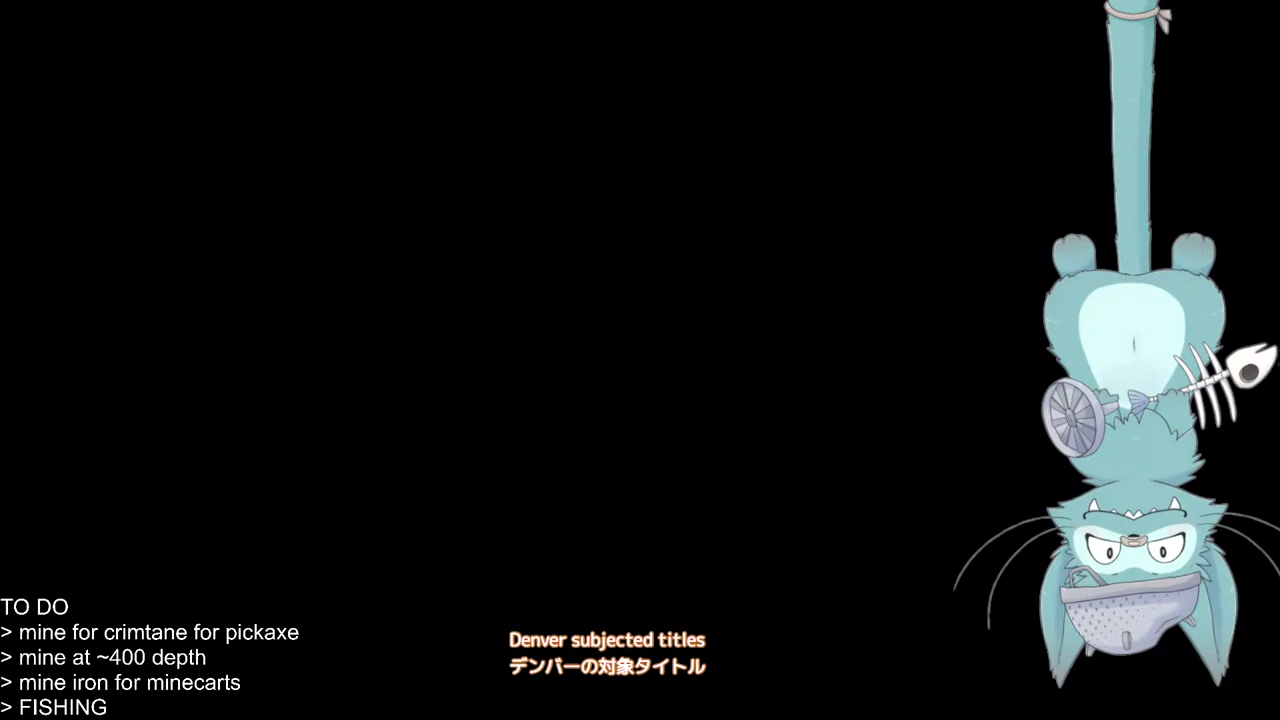 TO DO
> mine for crimtane for pickaxe
> mine at ~400 depth
> mine iron for minecarts
> FISHING
Denver subjected titles
デンバーの対象タイトル